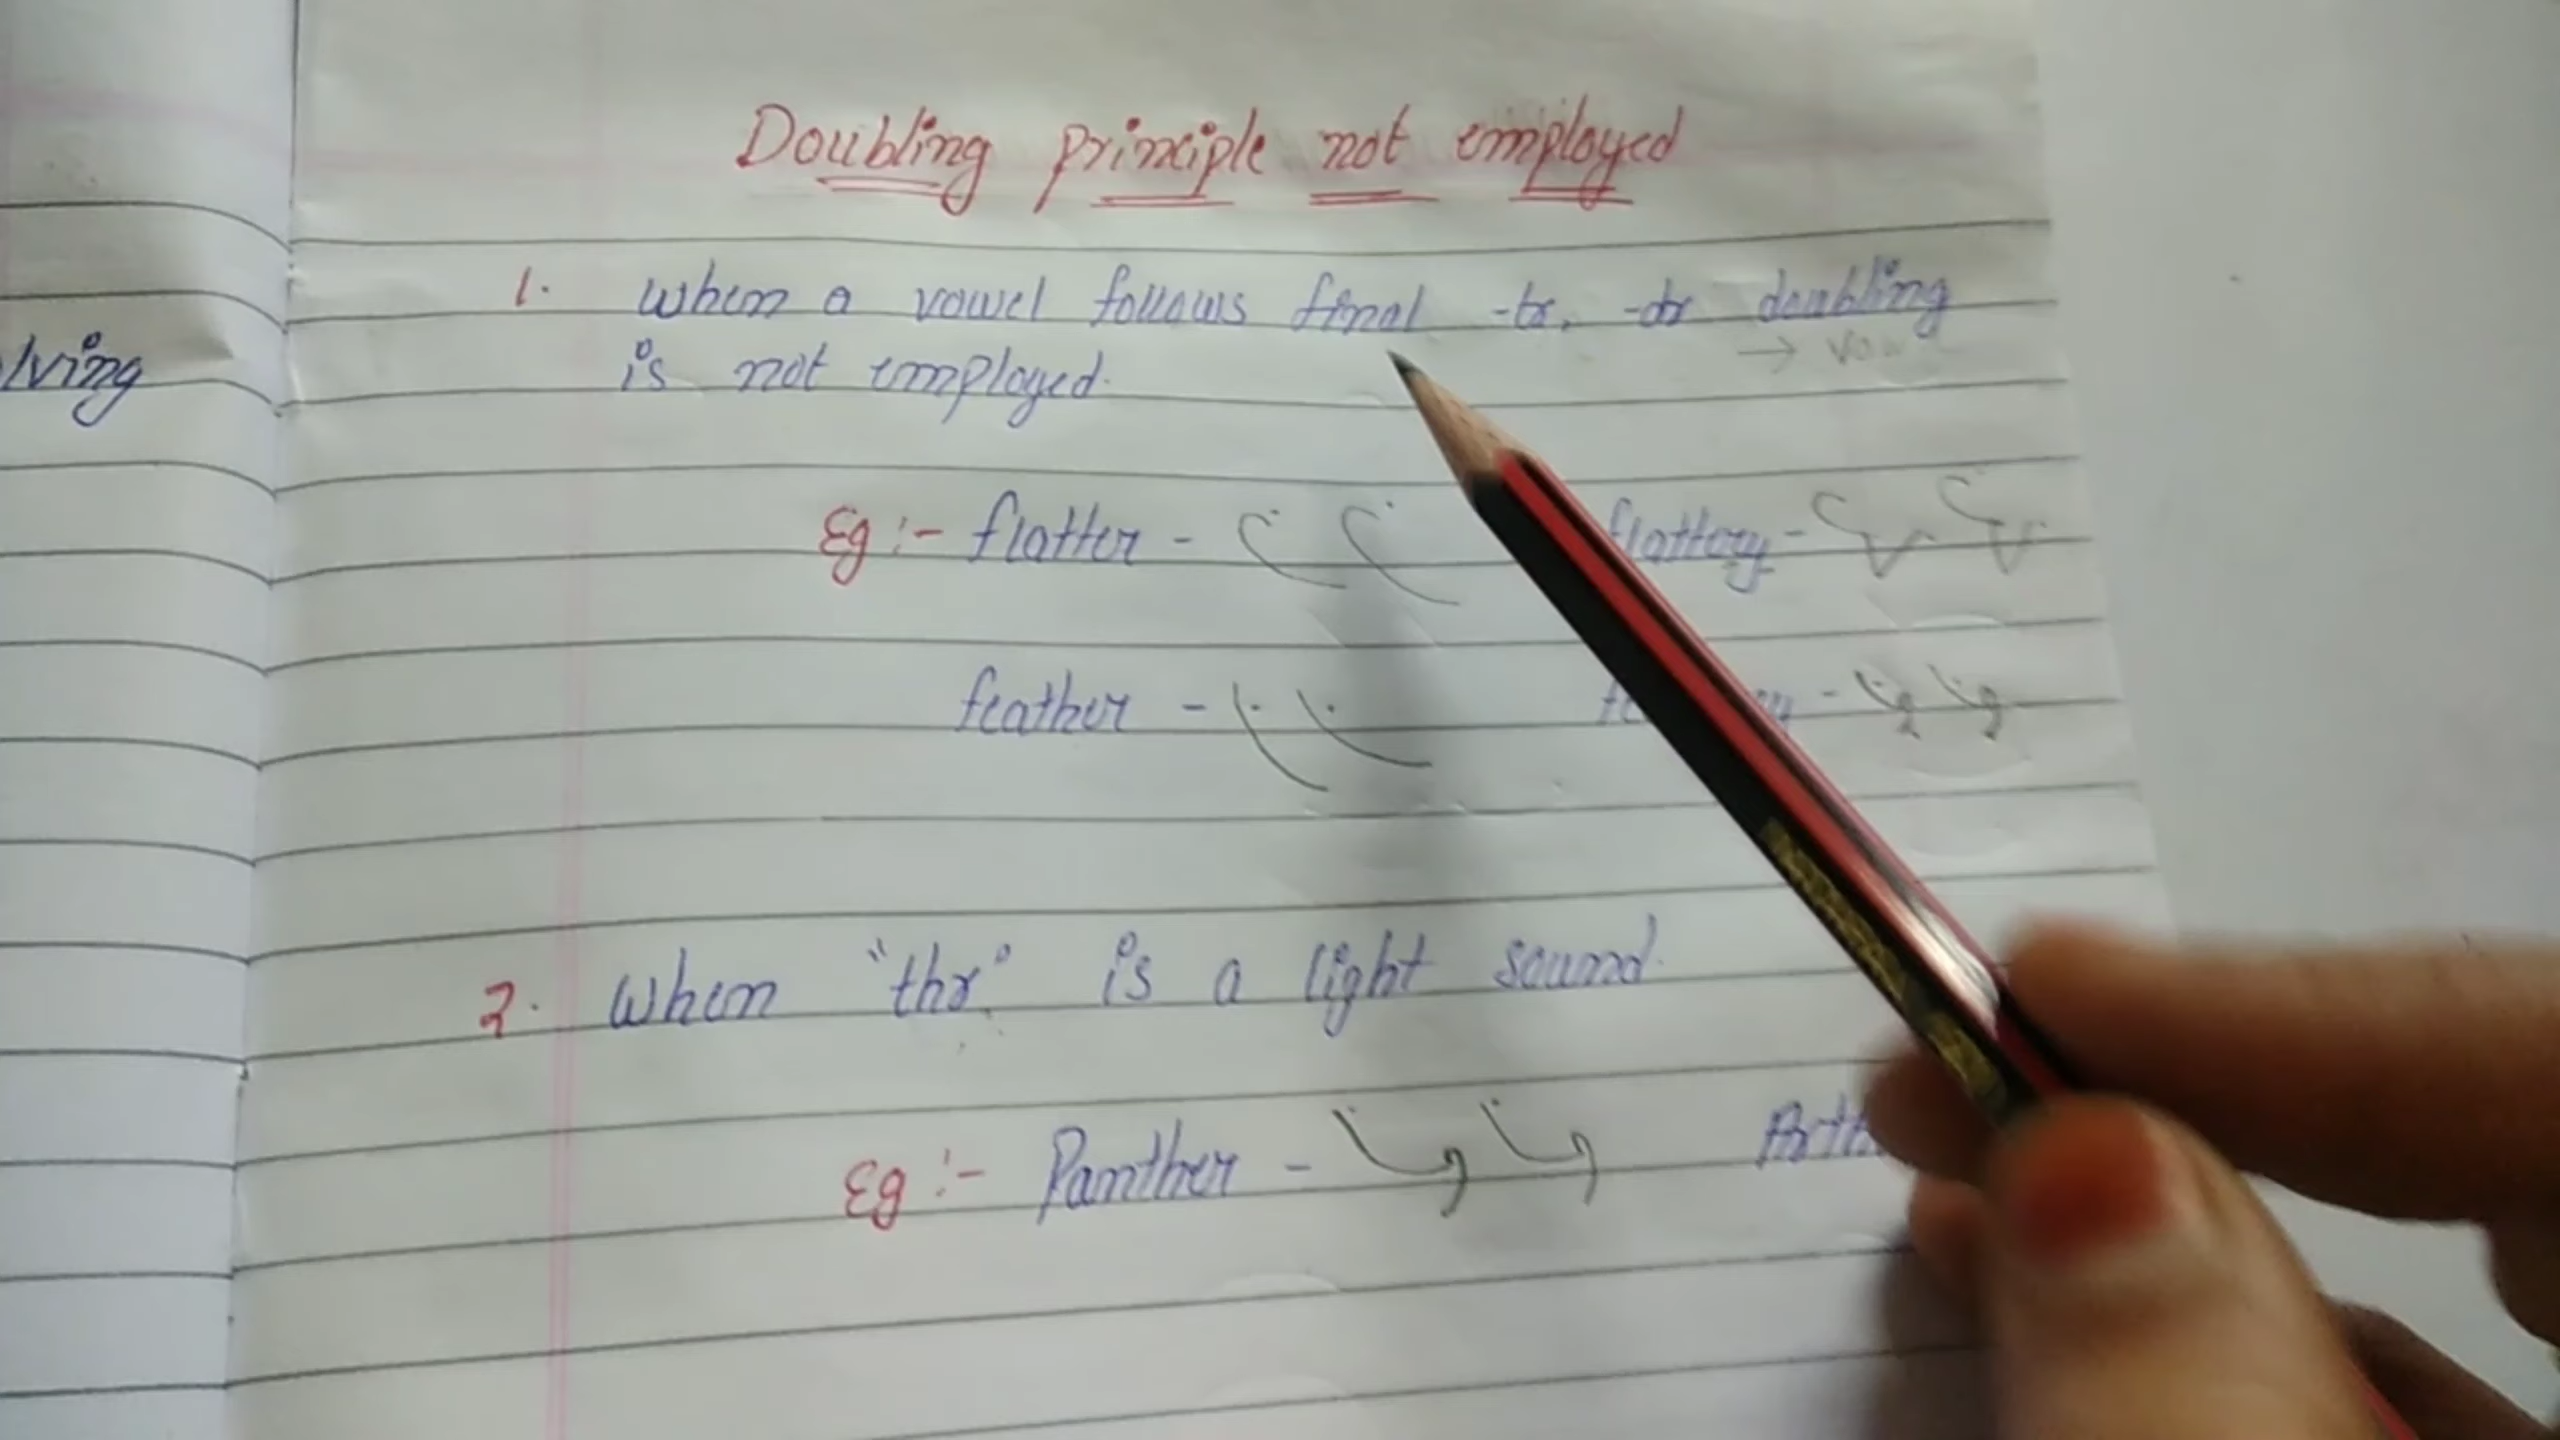 Doubling principle not employed
lving
1. When a vowel follows final -tr, -dr doubling
is not employed.
Eg :- flatter - flattery -
feather - -
2. When "thr" is a light sound.
Eg :- Panther -